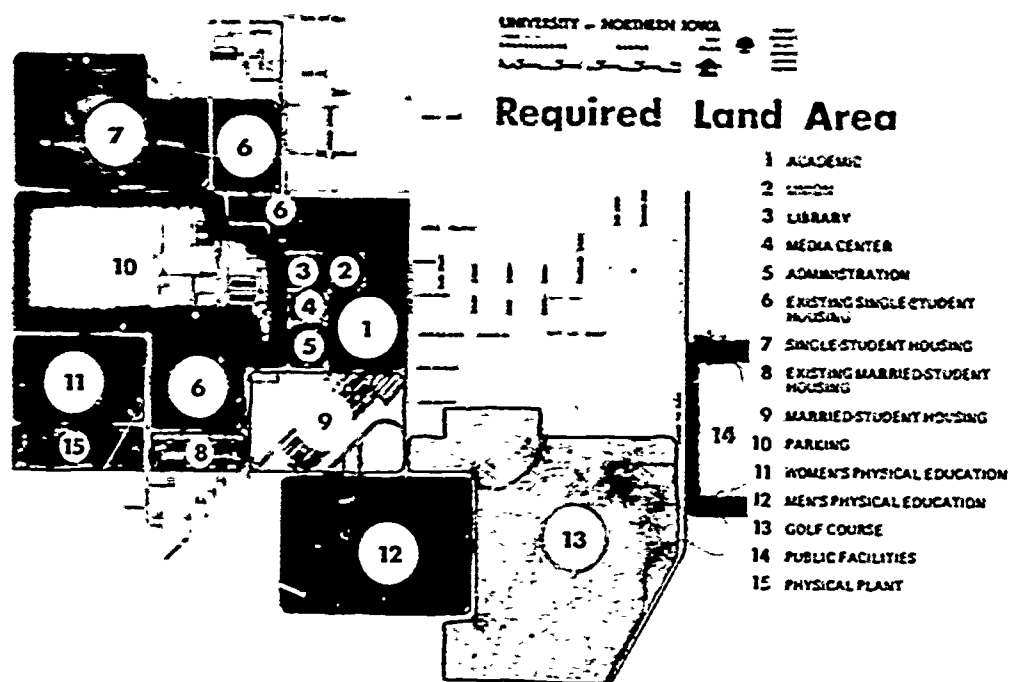 UNIVERSITY OF NORTHERN IOWA
Required Land Area
1 ACADEMIC
2 UNION
3 LIBRARY
4 MEDIA CENTER
5 ADMINISTRATION
6 EXISTING SINGLE-STUDENT
HOUSING
7 SINGLE-STUDENT HOUSING
8 EXISTING MARRIED-STUDENT
HOUSING
9 MARRIED-STUDENT HOUSING
10 PARKING
11 WOMEN'S PHYSICAL EDUCATION
12 MEN'S PHYSICAL EDUCATION
13 GOLF COURSE
14 PUBLIC FACILITIES
15 PHYSICAL PLANT
7
6
6
10
3
2
4
1
5
11
6
9
14
15
8
12
13